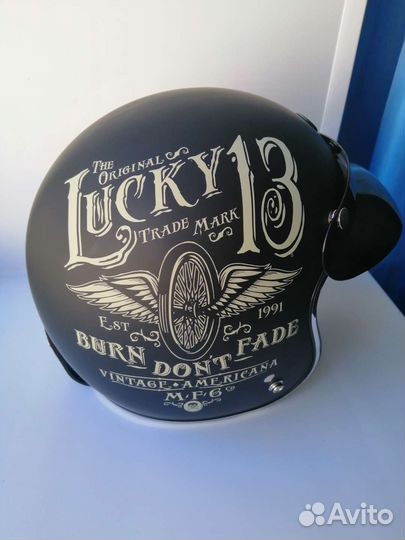 THE ORIGINAL
LUCKY 13
TRADE MARK
EST 1991
BURN DON'T FADE
VINTAGE • AMERICANA
M/F/G
Avito